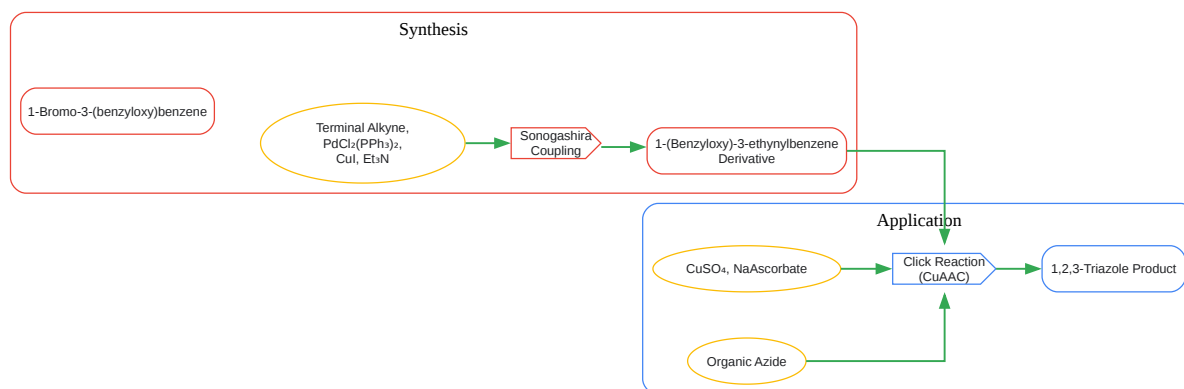 Synthesis
1-Bromo-3-(benzyloxy)benzene
Terminal Alkyne,
PdCl₂(PPh₃)₂,
CuI, Et₃N
Sonogashira
Coupling
1-(Benzyloxy)-3-ethynylbenzene
Derivative
Application
CuSO₄, NaAscorbate
Click Reaction
(CuAAC)
1,2,3-Triazole Product
Organic Azide